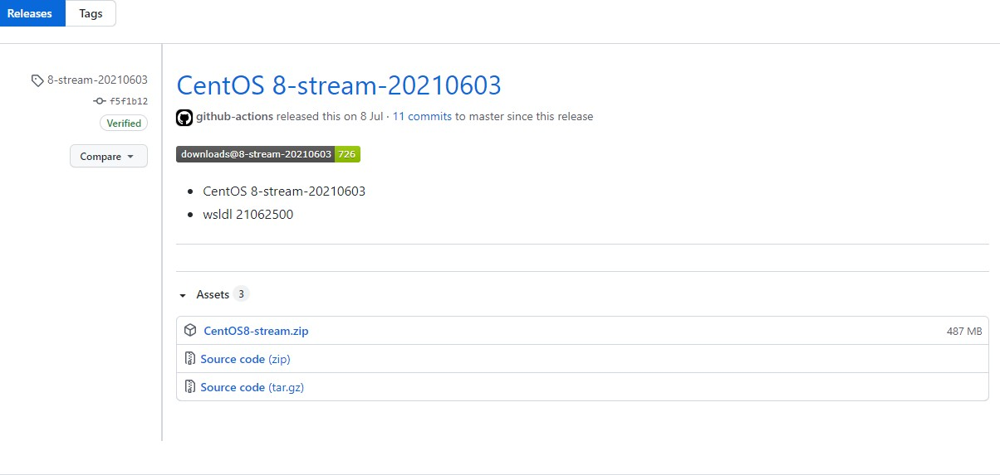 Releases Tags
8-stream-20210603
f5f1b12
Verified
Compare
CentOS 8-stream-20210603
github-actions released this on 8 Jul · 11 commits to master since this release
downloads@8-stream-20210603 726
• CentOS 8-stream-20210603
• wsldl 21062500
Assets 3
CentOS8-stream.zip 487 MB
Source code (zip)
Source code (tar.gz)